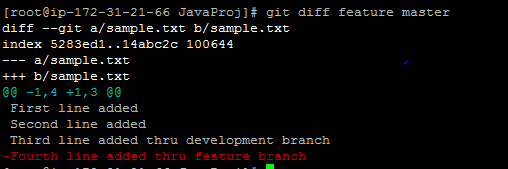 [root@ip-172-31-21-66 JavaProj]# git diff feature master
diff --git a/sample.txt b/sample.txt
index 5283ed1..14abc2c 100644
--- a/sample.txt
+++ b/sample.txt
@@ -1,4 +1,3 @@
 First line added
 Second line added
 Third line added thru development branch
-Fourth line added thru feature branch